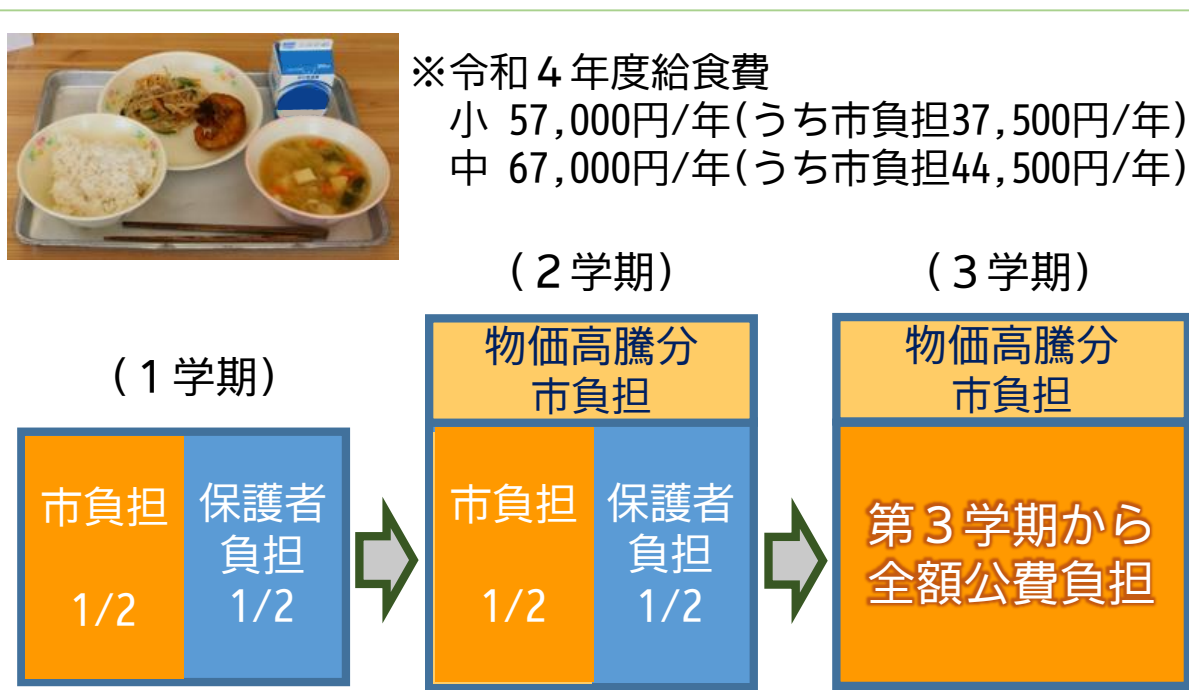 ※令和４年度給食費
小 57,000円/年(うち市負担37,500円/年)
中 67,000円/年(うち市負担44,500円/年)
(１学期)
市負担
1/2
保護者
負担
1/2
(２学期)
物価高騰分
市負担
市負担
1/2
保護者
負担
1/2
(３学期)
物価高騰分
市負担
第３学期から
全額公費負担